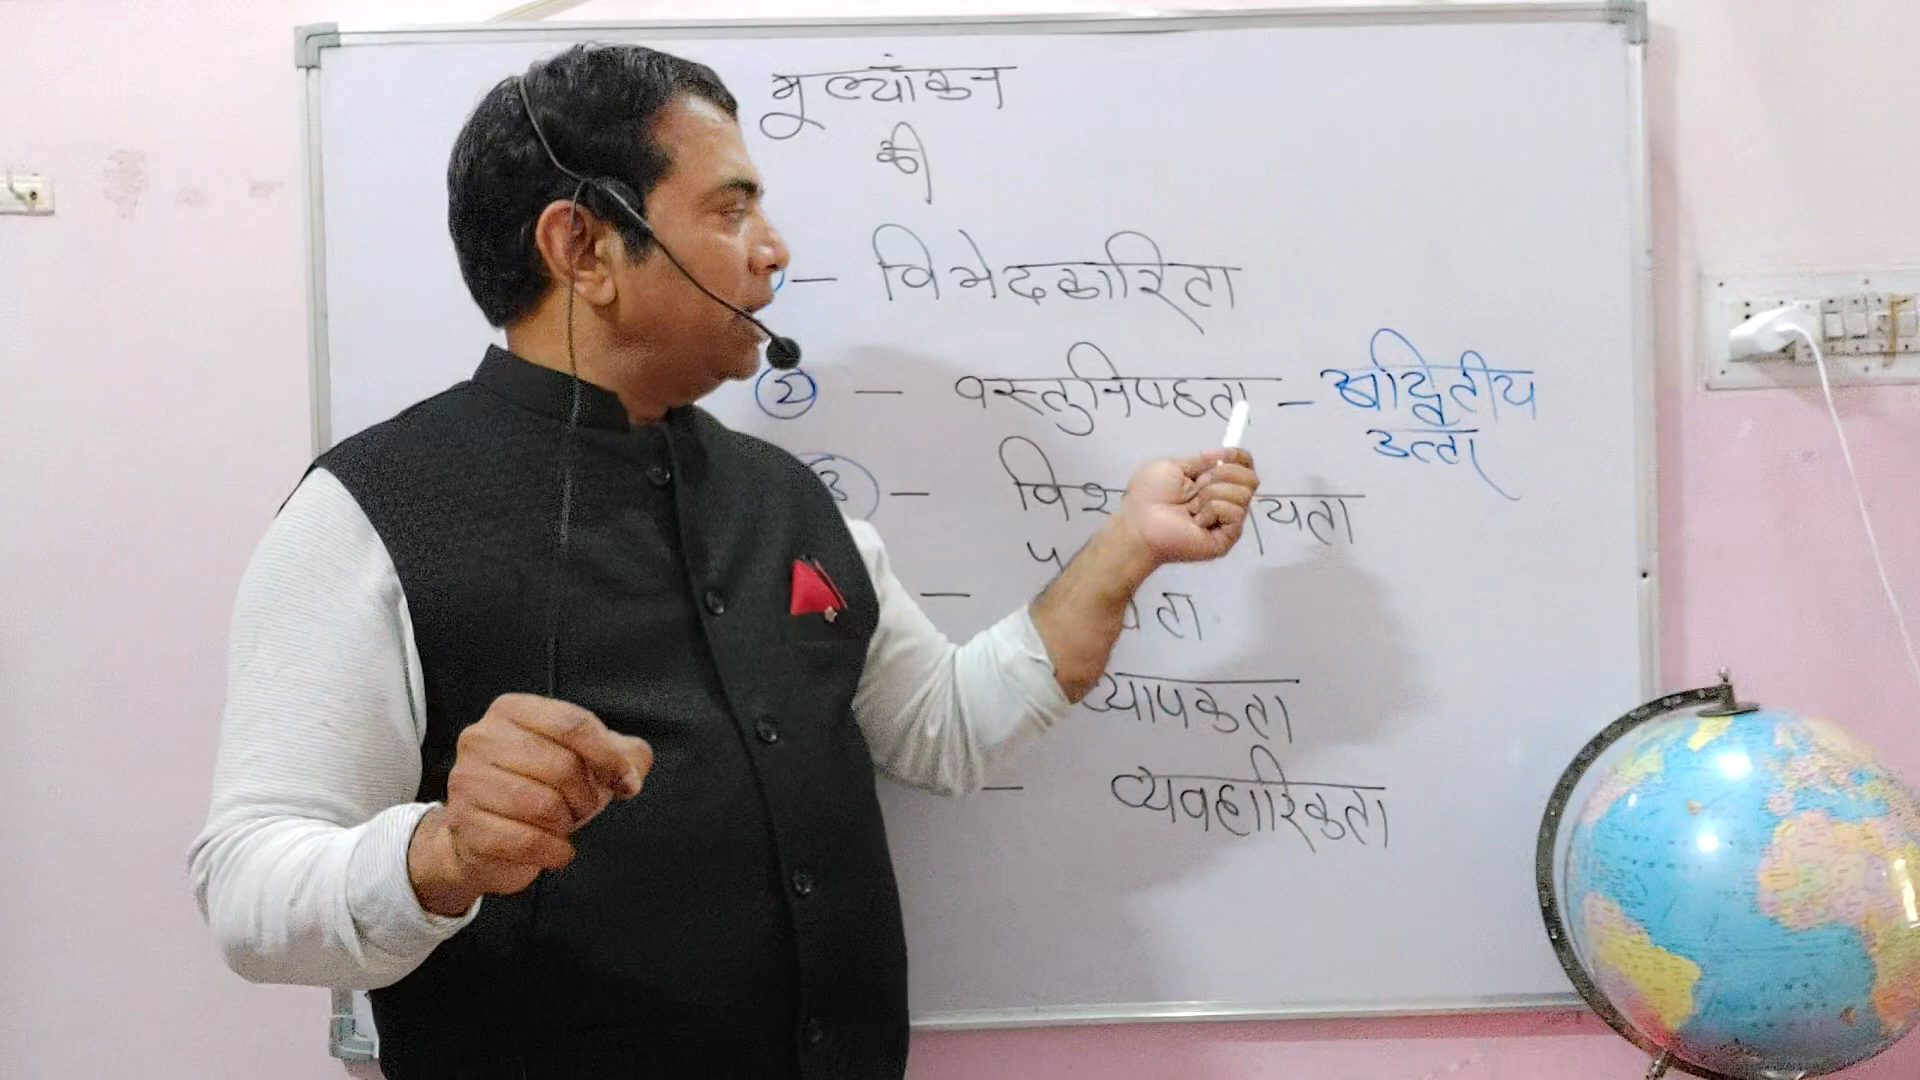 मूल्यांकन
की
— विभेदकारिता
② — वस्तुनिष्ठता — अद्वितीय
उत्तर
③ —
—
व्यापकता
— व्यवहारिकता